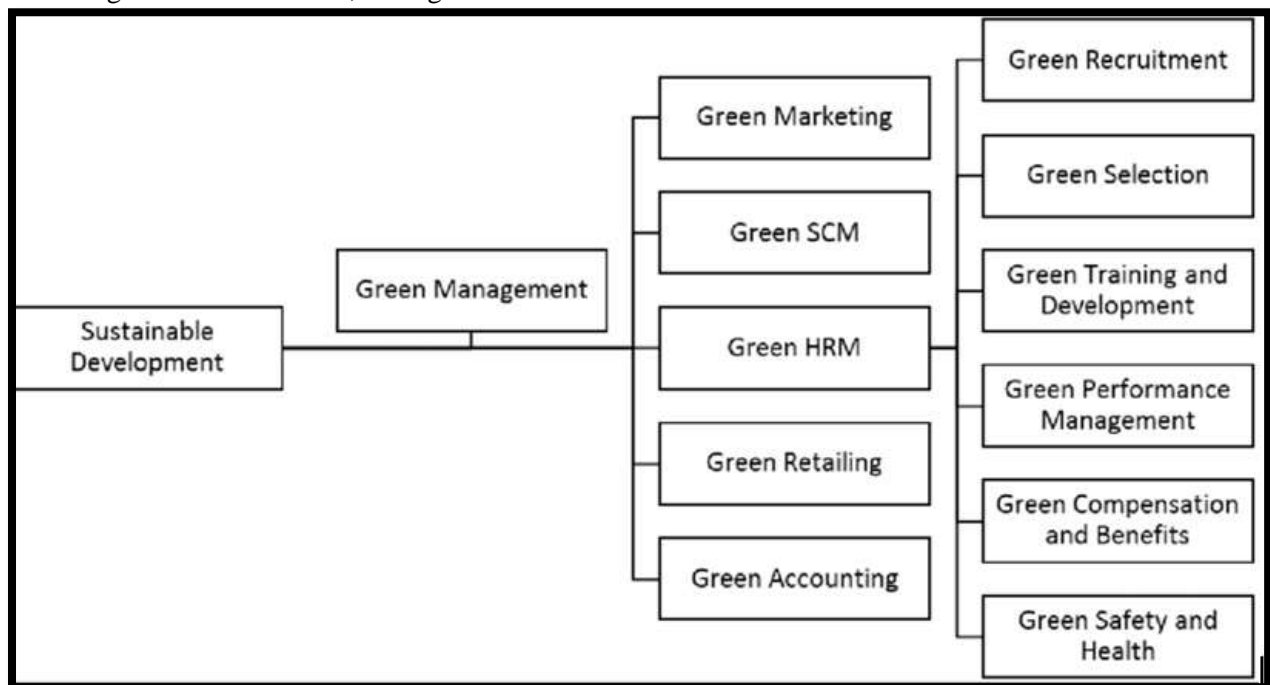 Sustainable
Development
Green Management
Green Marketing
Green SCM
Green HRM
Green Retailing
Green Accounting
Green Recruitment
Green Selection
Green Training and
Development
Green Performance
Management
Green Compensation
and Benefits
Green Safety and
Health